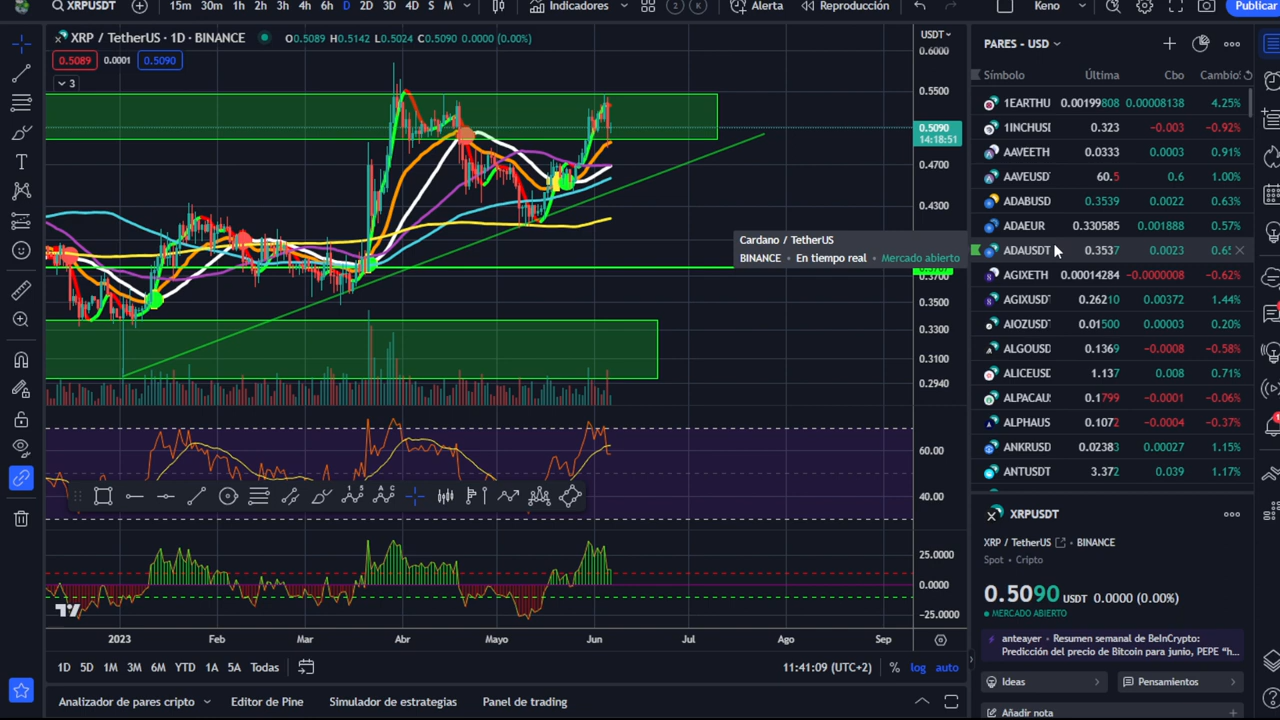 XRPUSDT 15m 30m 1h 2h 3h 4h 6h D 2D 3D 4D S M Indicadores 2 K Alerta Reproducción Keno Publicar
XRP / TetherUS · 1D · BINANCE O0.5089 H0.5142 L0.5024 C0.5090 0.0000 (0.00%)
0.5089 0.0001 0.5090
3
USDT
0.6000
0.5500
0.5090
14:18:51
0.4700
0.4300
0.3700
0.3500
0.3300
0.3100
0.2940
60.00
40.00
25.0000
0.0000
−25.0000
Cardano / TetherUS
BINANCE • En tiempo real • Mercado abierto
2023 Feb Mar Abr Mayo Jun Jul Ago Sep
1D 5D 1M 3M 6M YTD 1A 5A Todas 11:41:09 (UTC+2) % log auto
Analizador de pares cripto Editor de Pine Simulador de estrategias Panel de trading
PARES - USD
Símbolo Última Cbo Cambio
1EARTHU 0.00199808 0.00008138 4.25%
1INCHUSI 0.323 −0.003 −0.92%
AAVEETH 0.0333 0.0003 0.91%
AAVEUSD 60.5 0.6 1.00%
ADABUSD 0.3539 0.0022 0.63%
ADAEUR 0.330585 0.001888 0.57%
ADAUSDT 0.3537 0.0023 0.65
AGIXETH 0.00014284 −0.0000008 −0.62%
AGIXUSD 0.26210 0.00372 1.44%
AIOZUSD 0.01500 0.00003 0.20%
ALGOUSD 0.1369 −0.0008 −0.58%
ALICEUSD 1.137 0.008 0.71%
ALPACAU 0.1799 −0.0001 −0.06%
ALPHAUS 0.1072 −0.0004 −0.37%
ANKRUSD 0.02383 0.00027 1.15%
ANTUSDT 3.372 0.039 1.17%
XRPUSDT
XRP / TetherUS • BINANCE
Spot • Cripto
0.5090 USDT 0.0000 (0.00%)
MERCADO ABIERTO
anteayer • Resumen semanal de BeInCrypto:
Predicción del precio de Bitcoin para junio, PEPE “h...
Ideas Pensamientos
Añadir nota